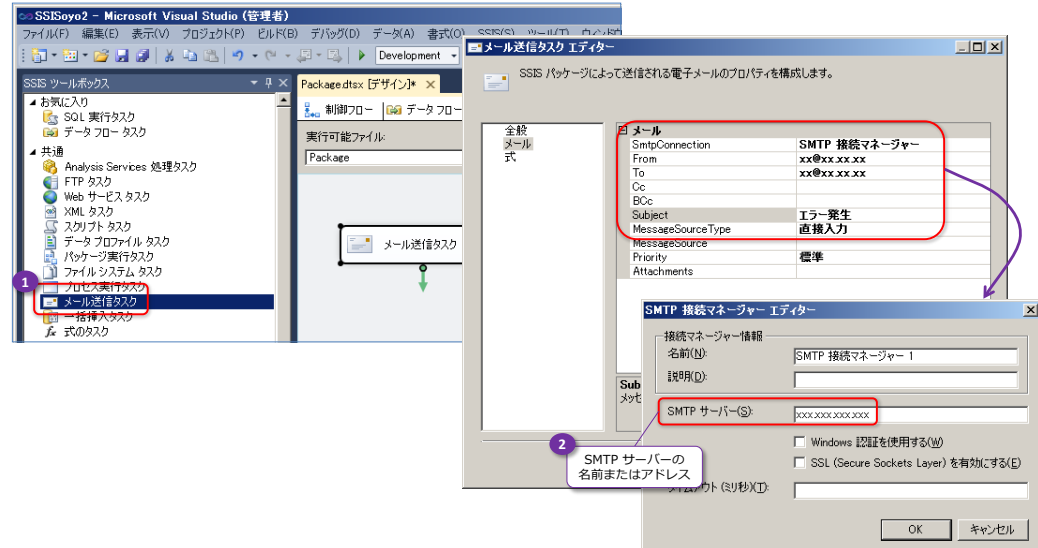 SSISoyo2 - Microsoft Visual Studio (管理者)
ファイル(F) 編集(E) 表示(V) プロジェクト(P) ビルド(B) デバッグ(D) データ(A) 書式(O) SSIS(S) ツール(T)
Development
SSIS ツールボックス
お気に入り
SQL 実行タスク
データ フロー タスク
共通
Analysis Services 処理タスク
FTP タスク
Web サービス タスク
XML タスク
スクリプト タスク
データ プロファイル タスク
パッケージ実行タスク
ファイル システム タスク
プロセス実行タスク
1
メール送信タスク
一括挿入タスク
fx 式のタスク
Package.dtsx [デザイン]*
制御フロー データ フロー
実行可能ファイル:
Package
メール送信タスク
メール送信タスク エディター
SSIS パッケージによって送信される電子メールのプロパティを構成します。
全般
メール
式
メール
SmtpConnection SMTP 接続マネージャー
From xx@xx.xx.xx
To xx@xx.xx.xx
Cc
BCc
Subject エラー発生
MessageSourceType 直接入力
MessageSource
Priority 標準
Attachments
Sub
メッセ
SMTP 接続マネージャー エディター
接続マネージャー情報
名前(N): SMTP 接続マネージャー 1
説明(D):
SMTP サーバー(S): xxx.xxx.xxx.xxx
Windows 認証を使用する(W)
SSL (Secure Sockets Layer) を有効にする(E)
タイムアウト (ミリ秒)(T):
OK キャンセル
2
SMTP サーバーの
名前またはアドレス